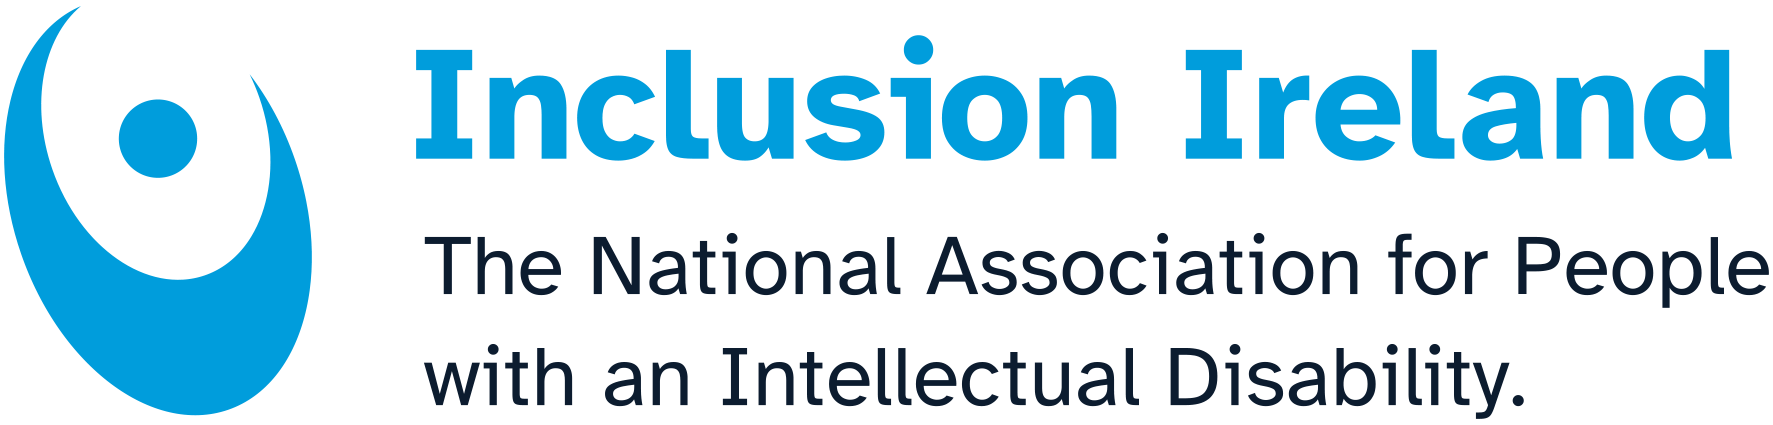 Inclusion Ireland
The National Association for People
with an Intellectual Disability.